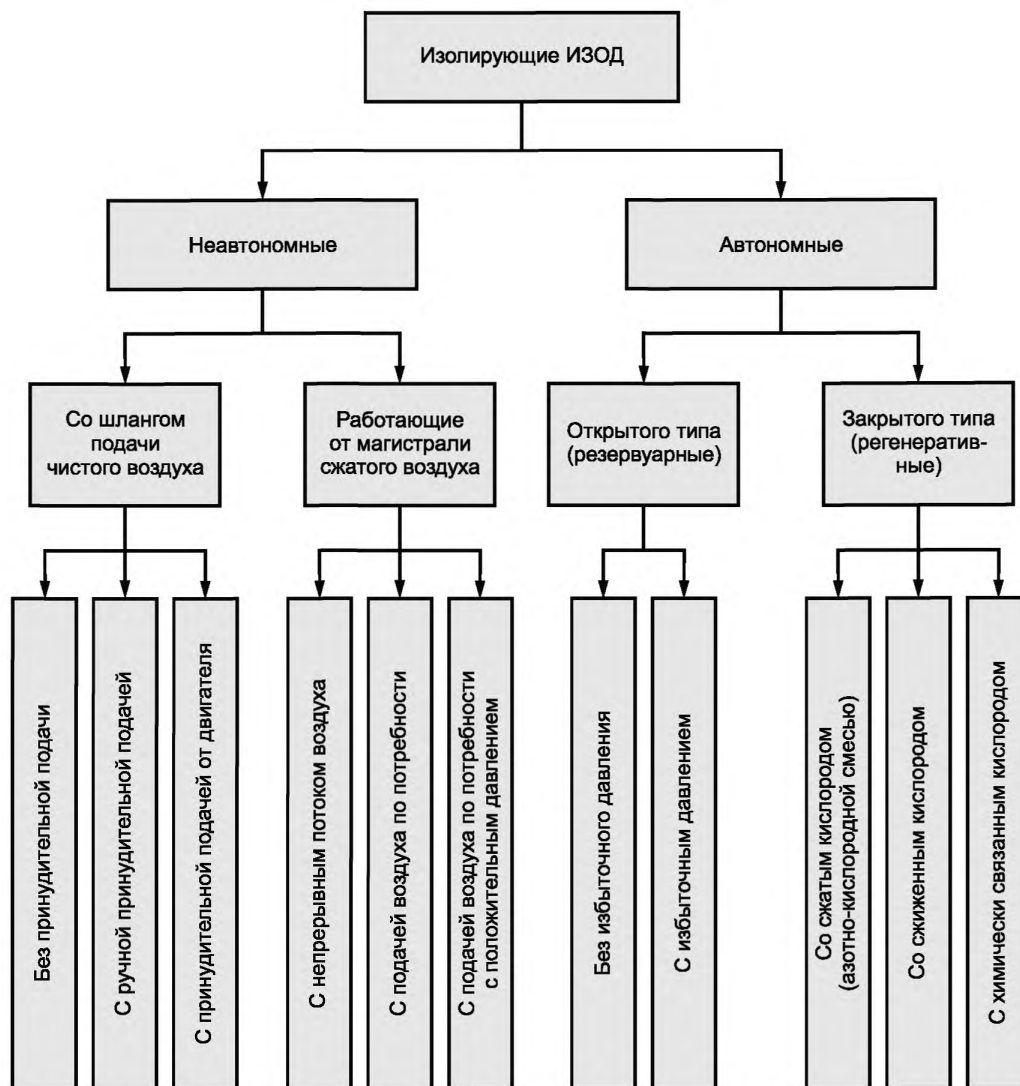 Изолирующие ИЗОД
Неавтономные
Автономные
Со шлангом
подачи
чистого воздуха
Работающие
от магистрали
сжатого воздуха
Открытого типа
(резервуарные)
Закрытого типа
(регенератив-
ные)
Без принудительной подачи
С ручной принудительной подачей
С принудительной подачей от двигателя
С непрерывным потоком воздуха
С подачей воздуха по потребности
С подачей воздуха по потребности
с положительным давлением
Без избыточного давления
С избыточным давлением
Со сжатым кислородом
(азотно-кислородной смесью)
Со сжиженным кислородом
С химически связанным кислородом